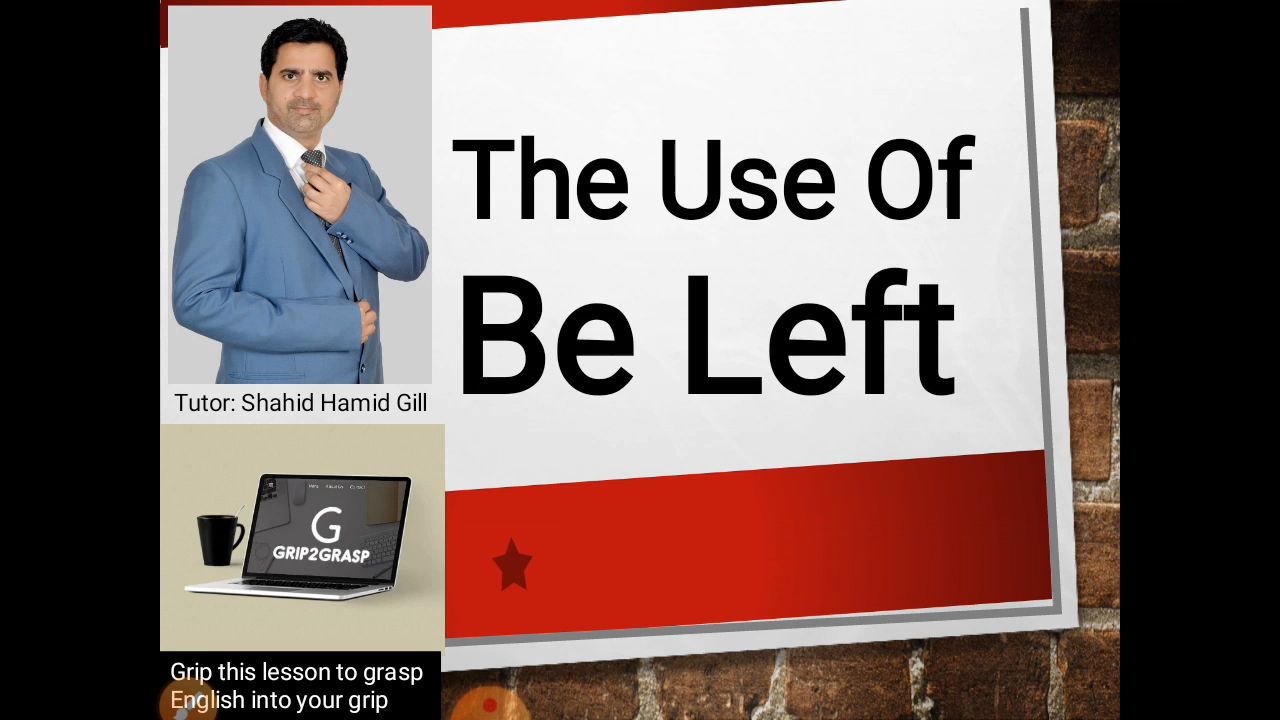 The Use Of
Be Left
Tutor: Shahid Hamid Gill
G
GRIP2GRASP
Grip this lesson to grasp
English into your grip